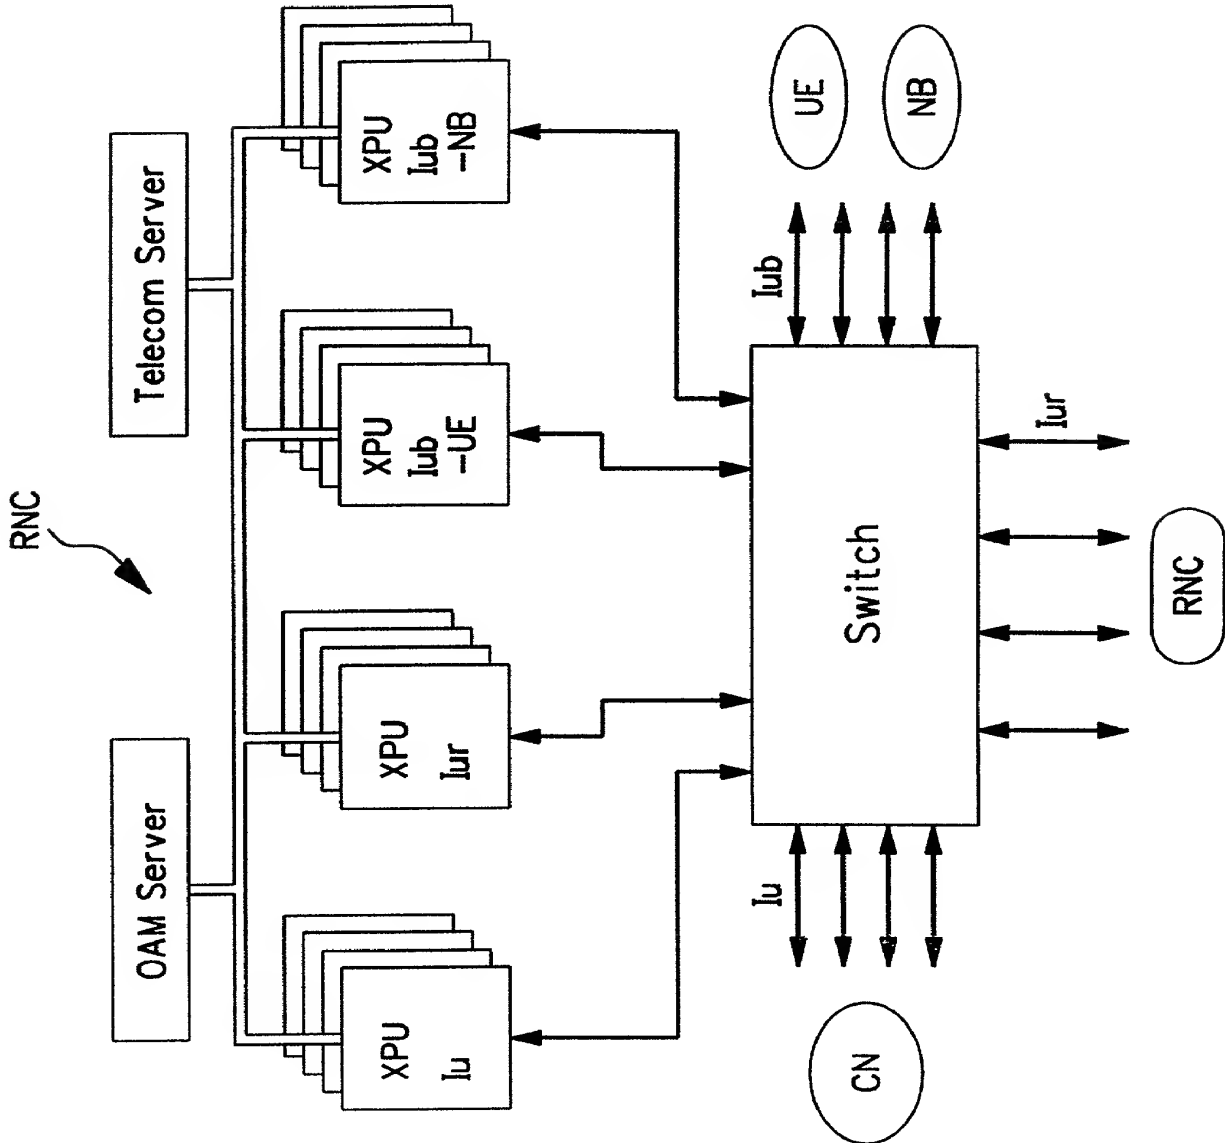 RNC
OAM Server
Telecom Server
XPU
Iu
XPU
Iur
XPU
Iub
-UE
XPU
Iub
-NB
Switch
Iu
Iub
Iur
CN
UE
NB
RNC